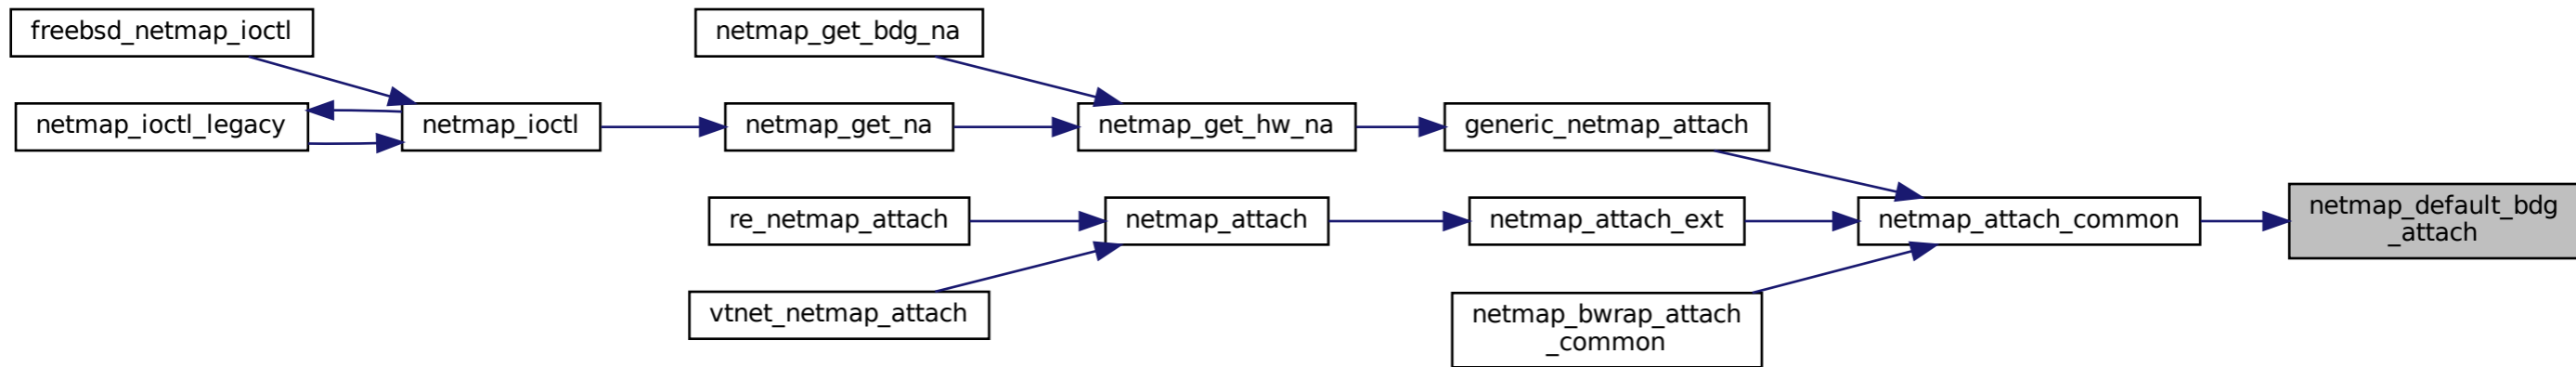 freebsd_netmap_ioctl
netmap_get_bdg_na
netmap_ioctl_legacy
netmap_ioctl
netmap_get_na
netmap_get_hw_na
generic_netmap_attach
re_netmap_attach
netmap_attach
netmap_attach_ext
netmap_attach_common
netmap_default_bdg
_attach
vtnet_netmap_attach
netmap_bwrap_attach
_common